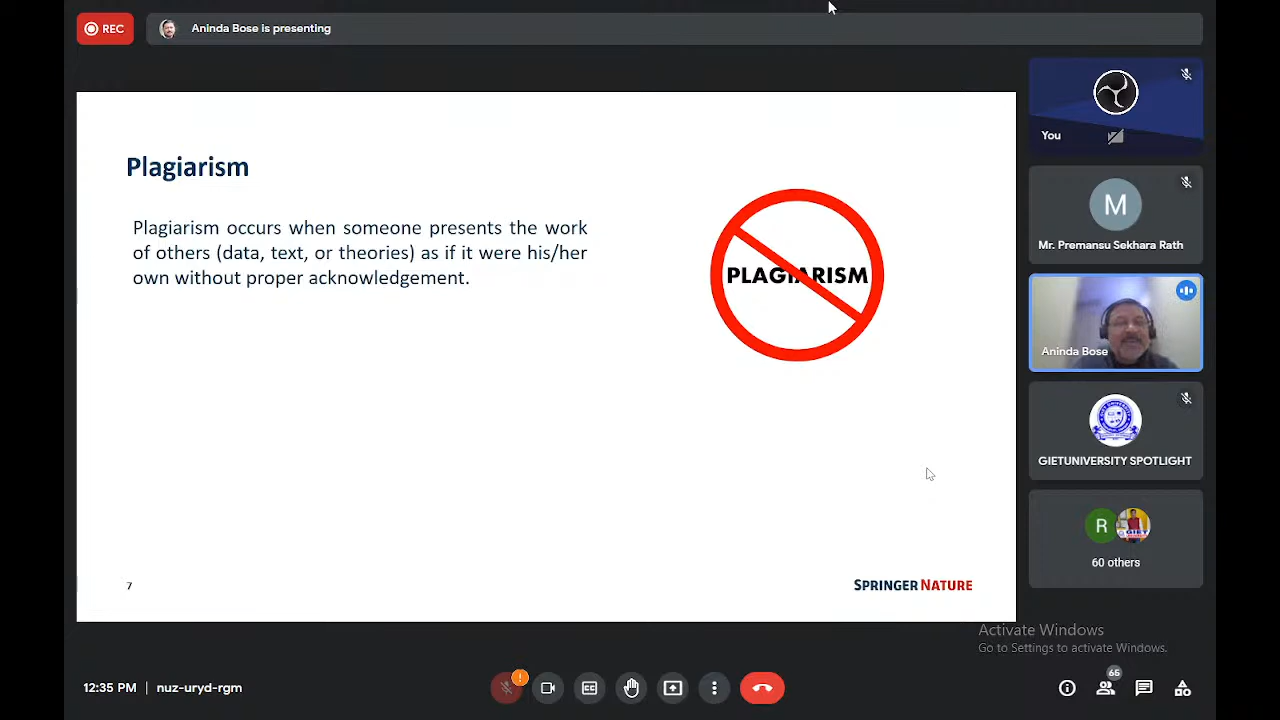 REC
Aninda Bose is presenting
You
Plagiarism
M
Mr. Premansu Sekhara Rath
Plagiarism occurs when someone presents the work
of others (data, text, or theories) as if it were his/her
own without proper acknowledgement.
PLAGIARISM
Aninda Bose
GIETUNIVERSITY SPOTLIGHT
R
GIET
60 others
7
SPRINGER NATURE
Activate Windows
Go to Settings to activate Windows.
12:35 PM | nuz-uryd-rgm
!
CC
65